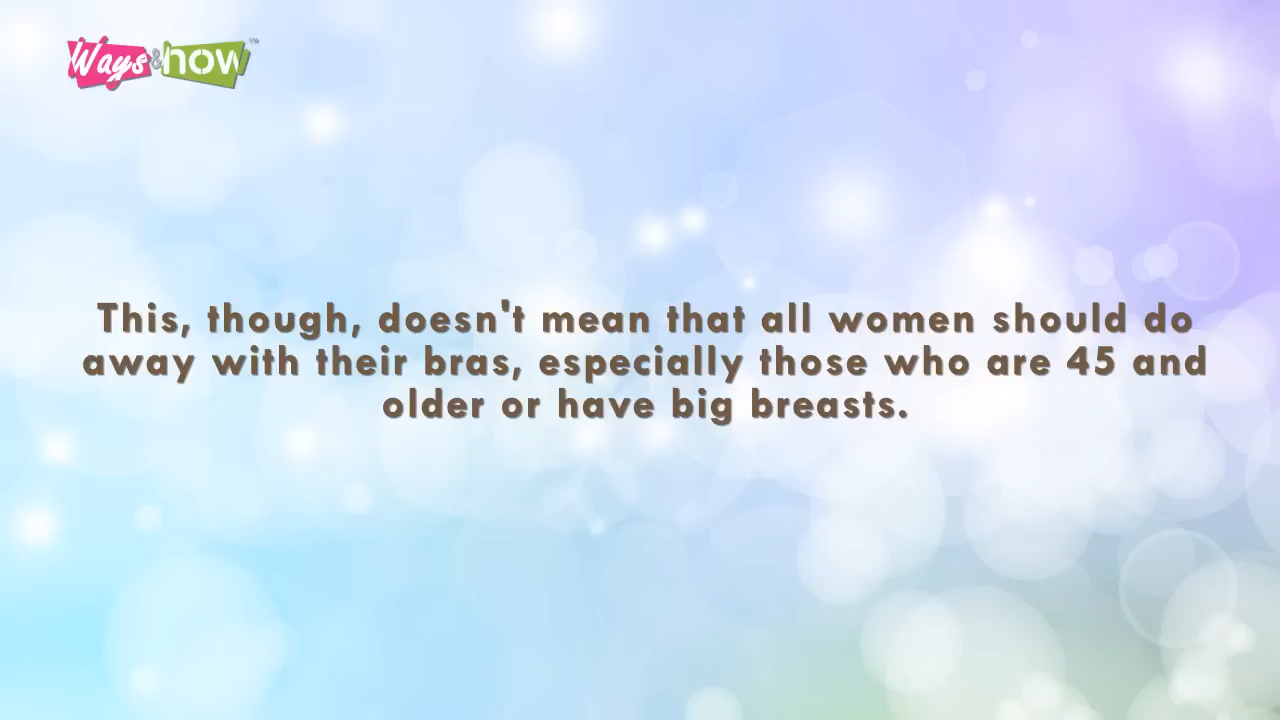 Ways & how™
This, though, doesn't mean that all women should do
away with their bras, especially those who are 45 and
older or have big breasts.